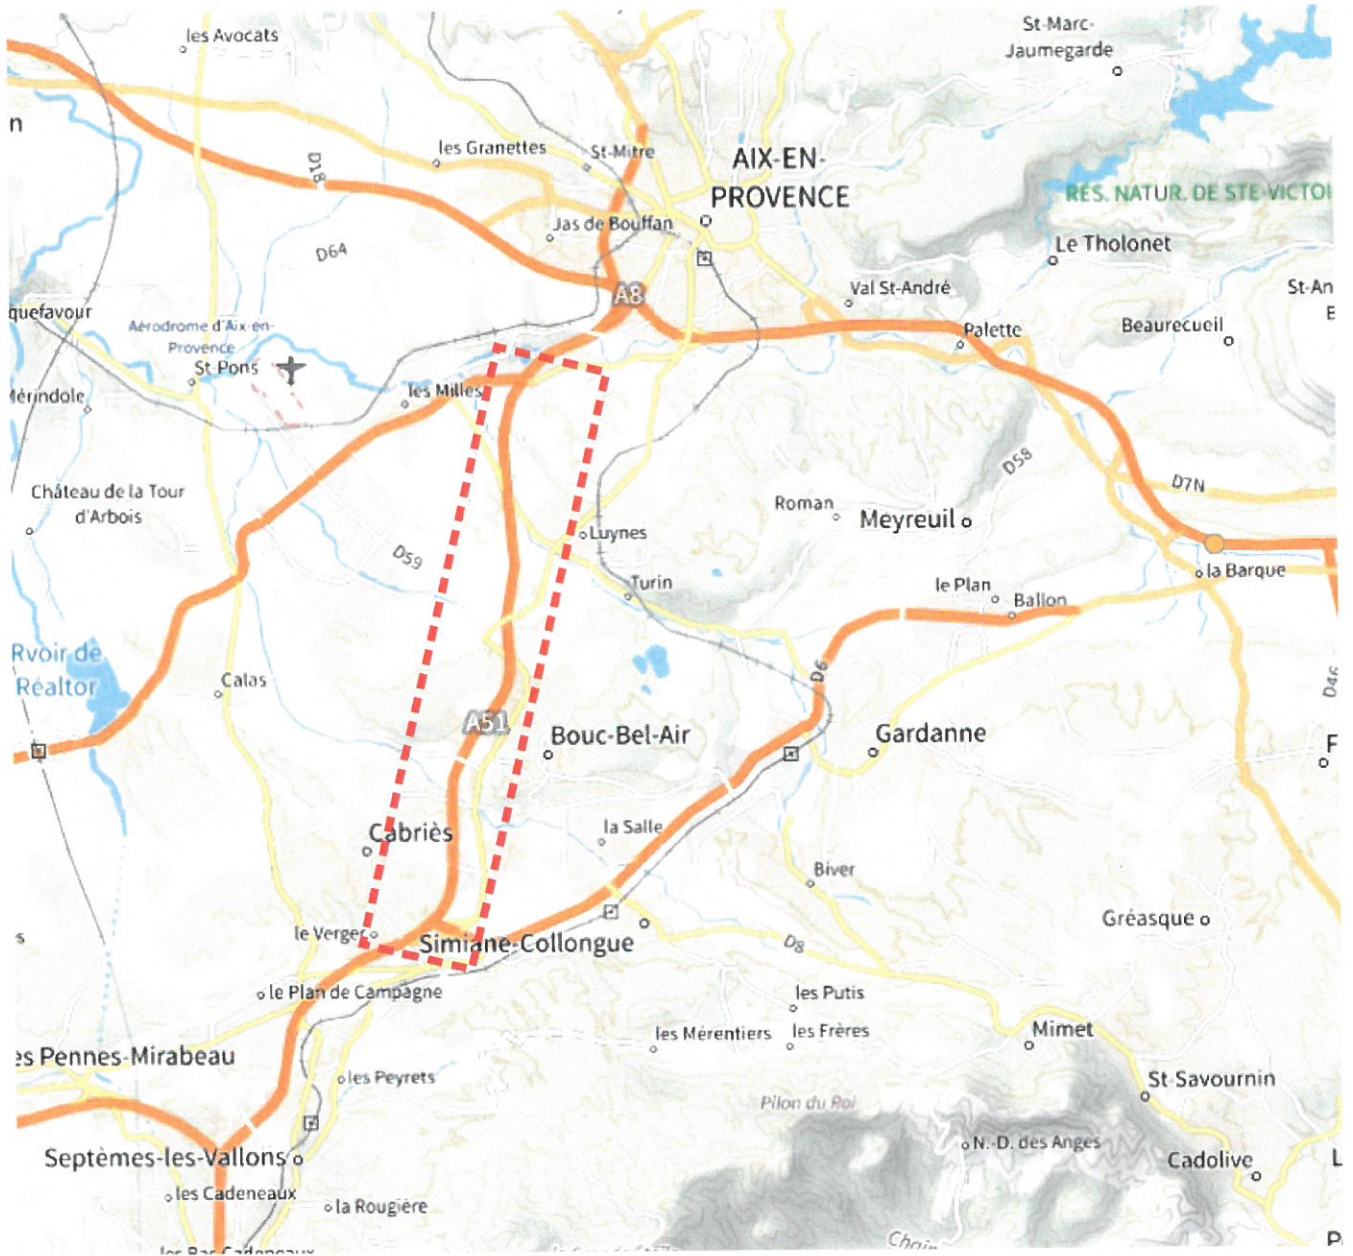 les Avocats
St-Marc-
Jaumegarde
n
les Granettes
St-Mitre
AIX-EN-
PROVENCE
D18
RÉS. NATUR. DE STE-VICTOI
Jas de Bouffan
D64
Le Tholonet
A8
Val St-André
St-An
quefavour
Aérodrome d'Aix-en-
Provence
Palette
Beaurecueil
E
St-Pons
les Milles
Mérindole
D58
Château de la Tour
d'Arbois
D7N
Roman
Meyreuil
Luynes
D59
Turin
la Barque
le Plan
Ballon
Rvoir de
Réaltor
Calas
D6
A51
Bouc-Bel-Air
Gardanne
F
Cabriès
la Salle
Biver
Gréasque
le Verger
s
Simiane-Collongue
D8
le Plan de Campagne
les Putis
les Mérentiers
les Frères
Mimet
es Pennes-Mirabeau
les Peyrets
St-Savournin
Pilon du Roi
N.-D. des Anges
Septèmes-les-Vallons
Cadolive
L
les Cadeneaux
la Rougière
P
Chaîn
les Bas Cadeneaux